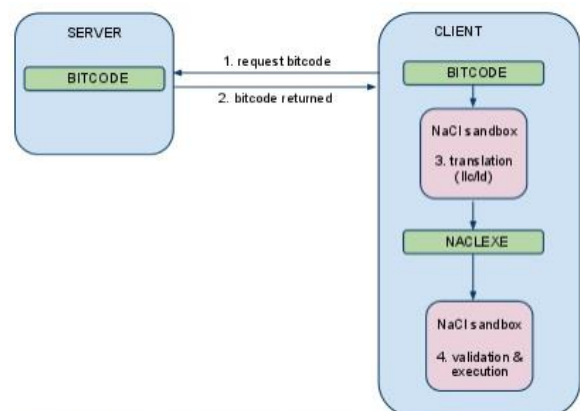 SERVER
BITCODE
1. request bitcode
2. bitcode returned
CLIENT
BITCODE
NaCl sandbox
3. translation
(llc/ld)
NACLEXE
NaCl sandbox
4. validation &
execution